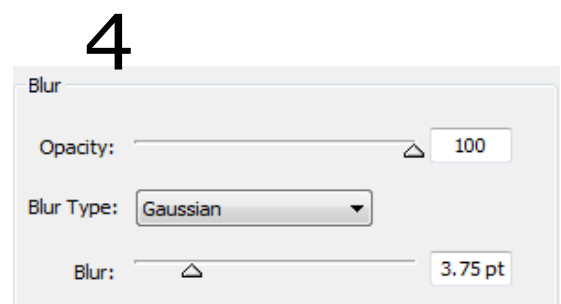 4
Blur
Opacity: 100
Blur Type: Gaussian
Blur: 3.75 pt